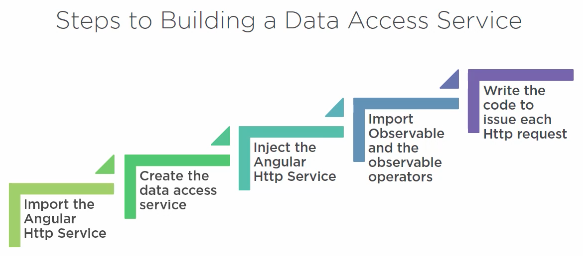 Steps to Building a Data Access Service
Import the
Angular
Http Service
Create the
data access
service
Inject the
Angular
Http Service
Import
Observable
and the
observable
operators
Write the
code to
issue each
Http request